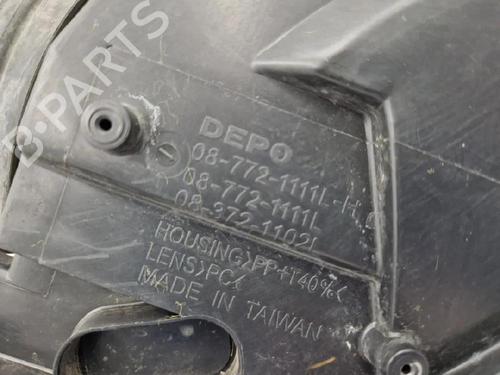 B-PARTS
DEPO
08-772-1111L-H
08-772-1111L
08-372-1102L
HOUSING>PP+T40%<
LENS>PC<
MADE IN TAIWAN